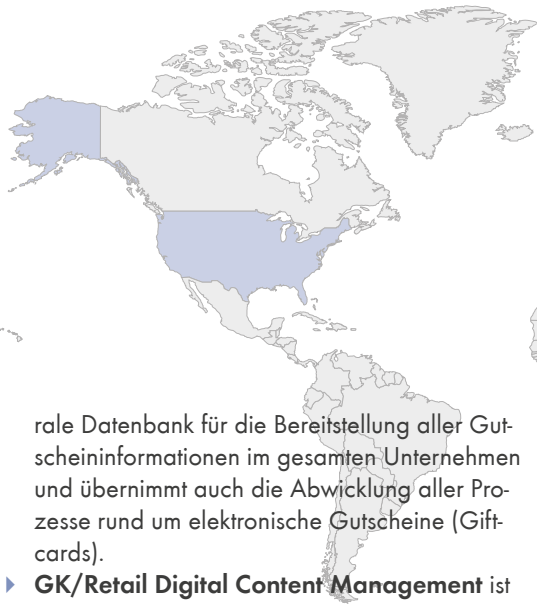 rale Datenbank für die Bereitstellung aller Gut-
scheininformationen im gesamten Unternehmen
und übernimmt auch die Abwicklung aller Pro-
zesse rund um elektronische Gutscheine (Gift-
cards).
GK/Retail Digital Content Management ist